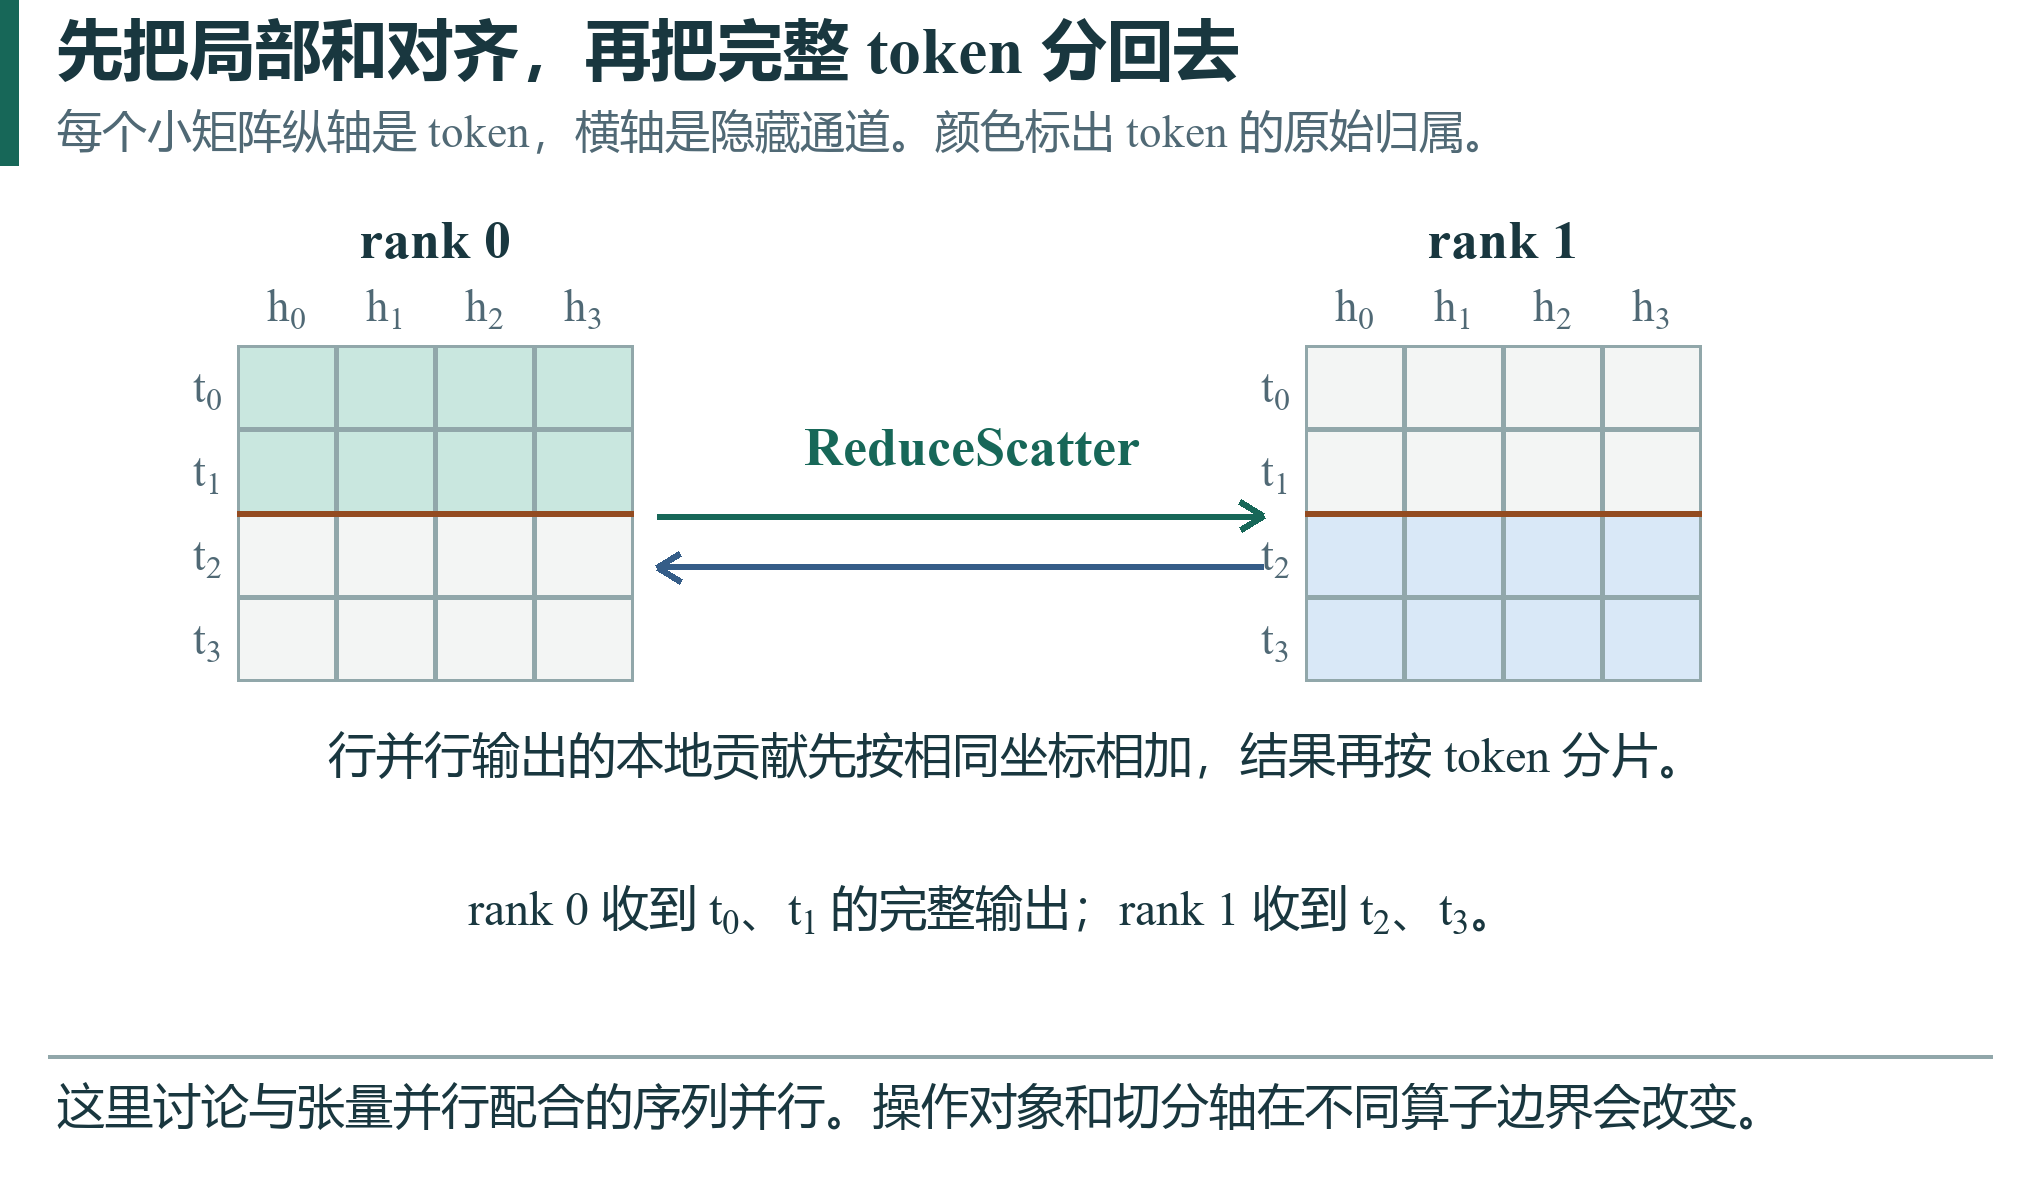 先把局部和对齐，再把完整 token 分回去
每个小矩阵纵轴是 token，横轴是隐藏通道。颜色标出 token 的原始归属。
rank 0
rank 1
h₀ h₁ h₂ h₃
h₀ h₁ h₂ h₃
t₀
t₁
t₂
t₃
ReduceScatter
t₀
t₁
t₂
t₃
行并行输出的本地贡献先按相同坐标相加，结果再按 token 分片。
rank 0 收到 t₀、t₁ 的完整输出；rank 1 收到 t₂、t₃。
这里讨论与张量并行配合的序列并行。操作对象和切分轴在不同算子边界会改变。